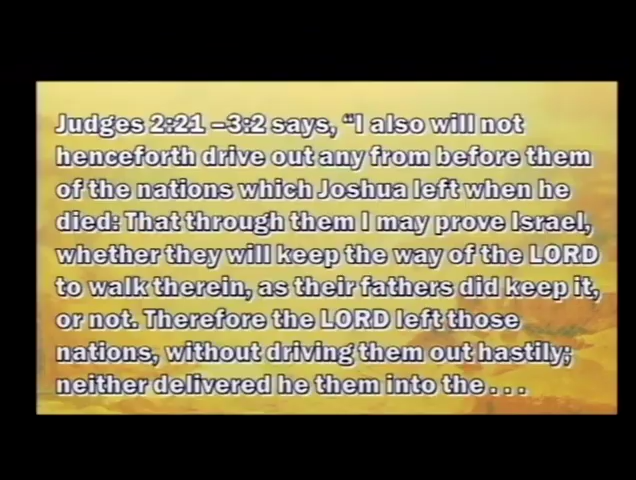 Judges 2:21 –3:2 says, “I also will not
henceforth drive out any from before them
of the nations which Joshua left when he
died: That through them I may prove Israel,
whether they will keep the way of the LORD
to walk therein, as their fathers did keep it,
or not. Therefore the LORD left those
nations, without driving them out hastily;
neither delivered he them into the . . .